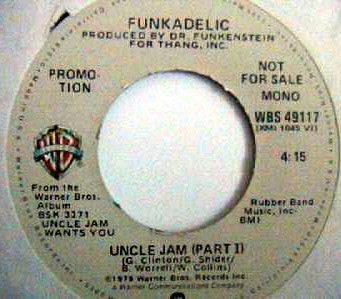 FUNKADELIC
PRODUCED BY DR. FUNKENSTEIN
FOR THANG, INC.
PROMO-
TION
NOT
FOR SALE
MONO
WBS 49117
4:15
From the
Warner Bros.
Album
BSK 3371
UNCLE JAM
WANTS YOU
Rubber Band
Music, Inc.
BMI
UNCLE JAM (PART I)
(G. Clinton/G. Shider/
B. Worrell/W. Collins)
©1979 Warner Bros. Records Inc.
a Warner Communications Company